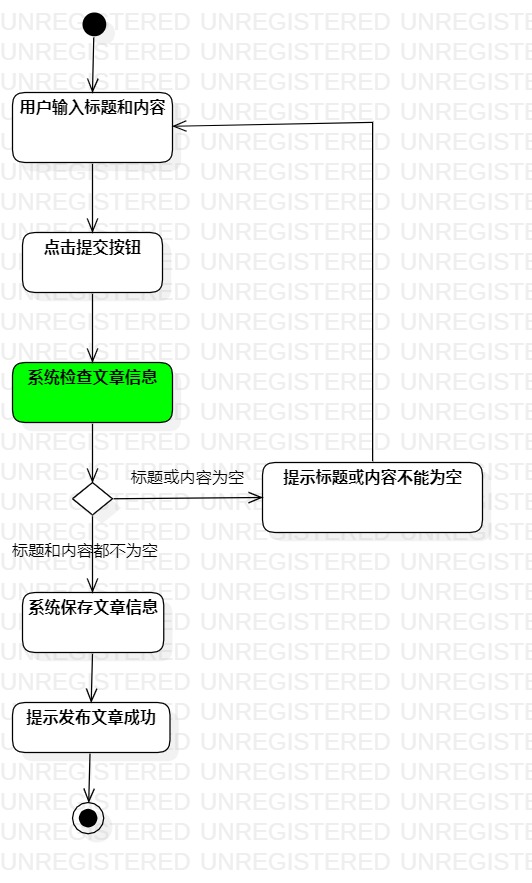 用户输入标题和内容
点击提交按钮
系统检查文章信息
标题或内容为空
提示标题或内容不能为空
标题和内容都不为空
系统保存文章信息
提示发布文章成功
UNREGISTERED